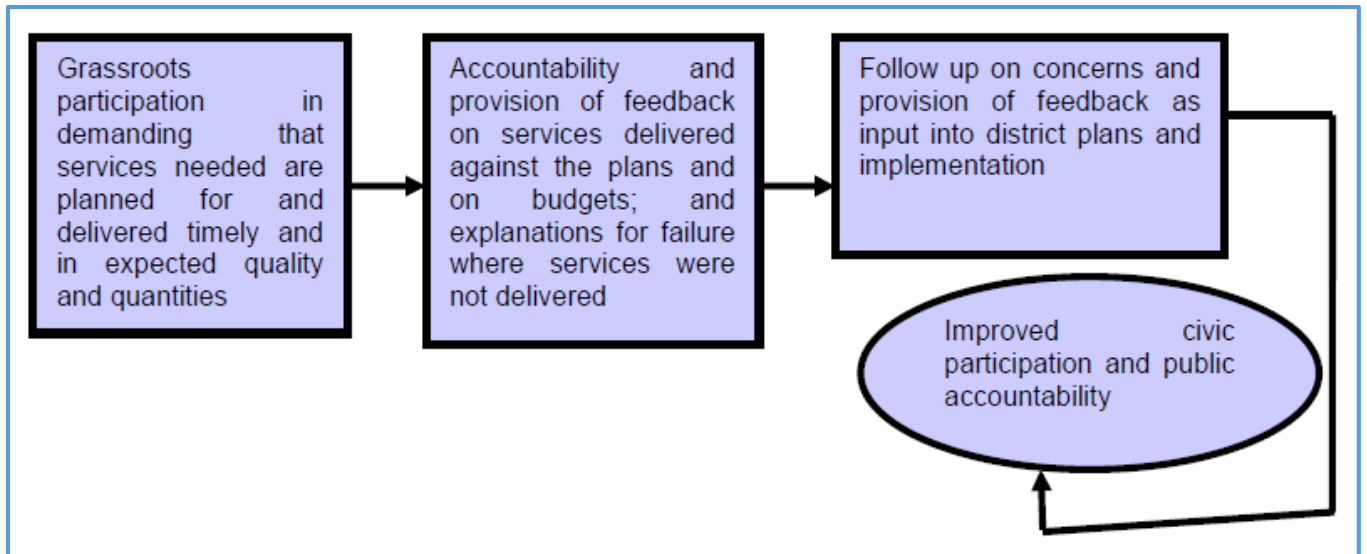 Grassroots
participation in
demanding that
services needed are
planned for and
delivered timely and
in expected quality
and quantities
Accountability and
provision of feedback
on services delivered
against the plans and
on budgets; and
explanations for failure
where services were
not delivered
Follow up on concerns and
provision of feedback as
input into district plans and
implementation
Improved civic
participation and public
accountability